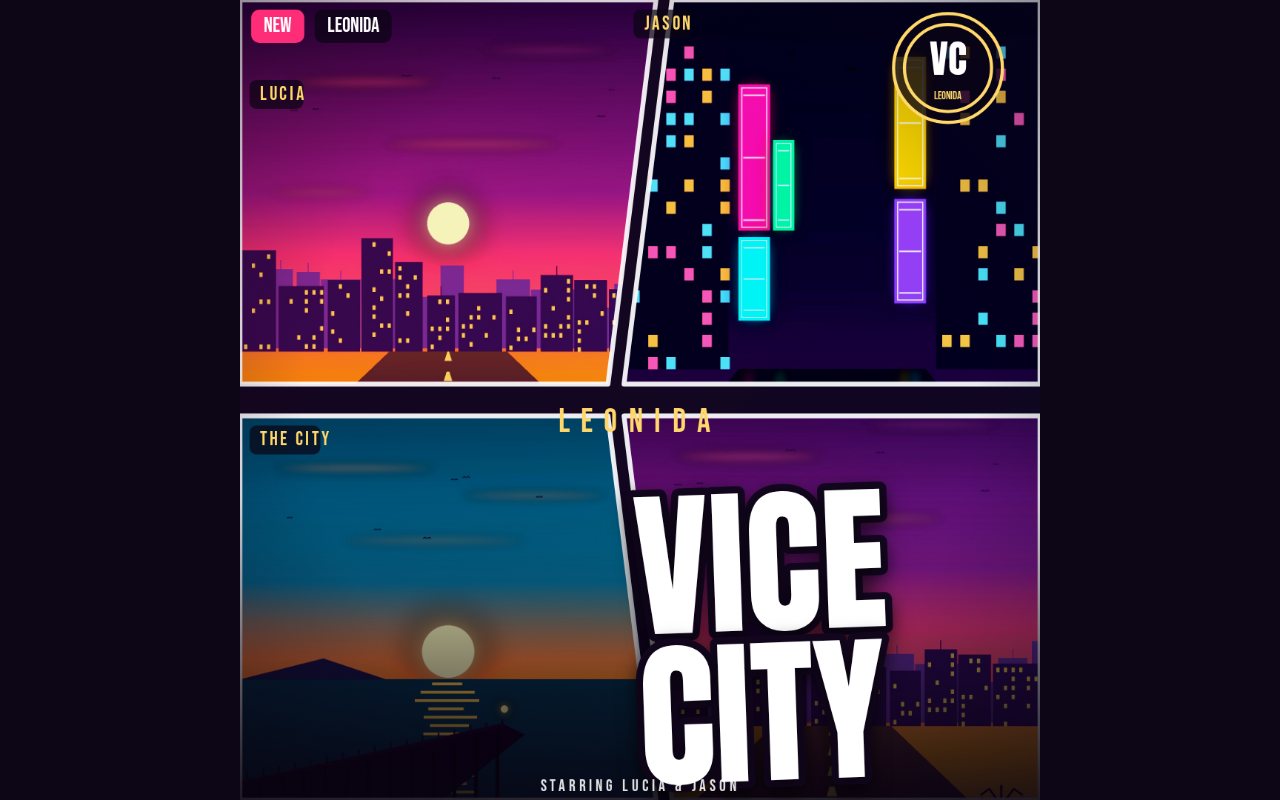 NEW
LEONIDA
LUCIA
JASON
VC
LEONIDA
LEONIDA
THE CITY
VICE
CITY
STARRING LUCIA & JASON